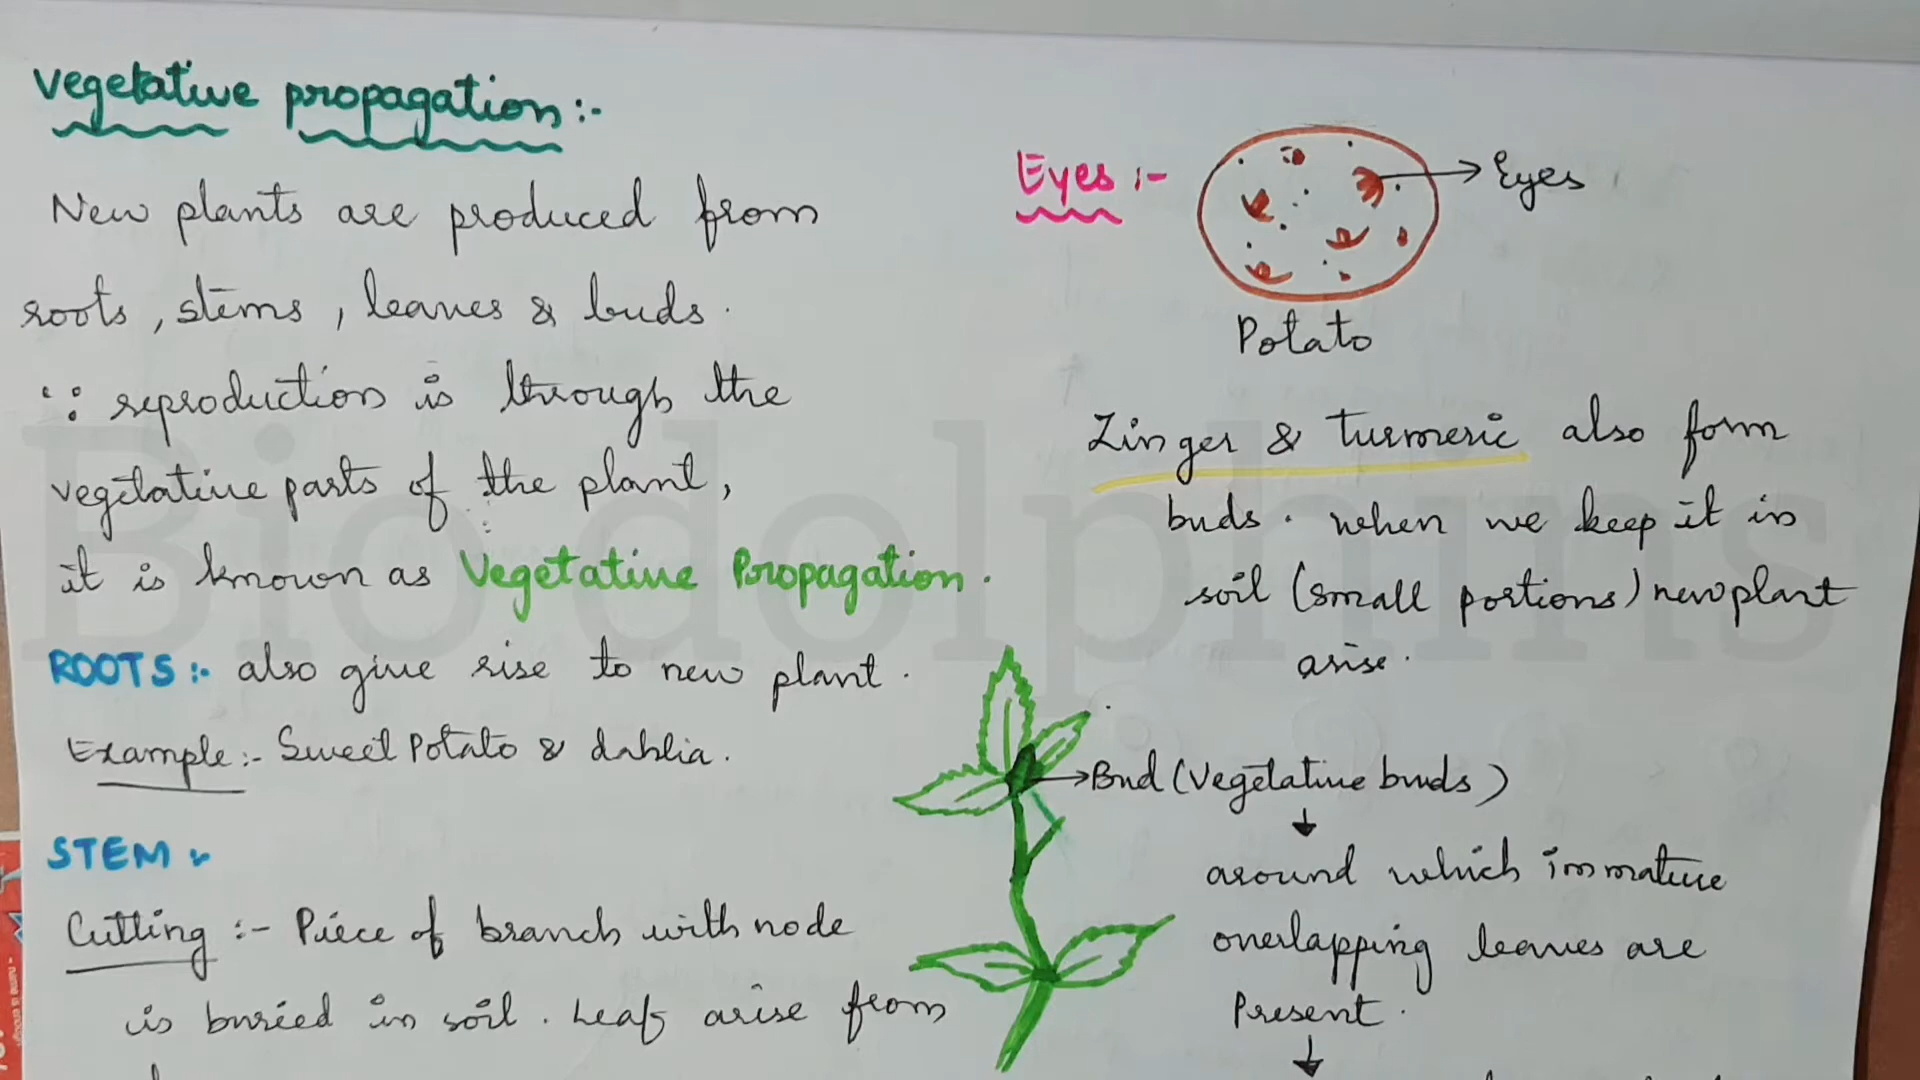 Vegetative propagation:-
New plants are produced from
roots, stems, leaves & buds.
∵ reproduction is through the
vegetative parts of the plant,
it is known as Vegetative Propagation.
ROOTS:- also give rise to new plant.
Example:- Sweet Potato & dahlia.
STEM:-
Cutting:- Piece of branch with node
is buried in soil. Leaf arise from
Eyes:-
Eyes
Potato
Zinger & Turmeric also form
buds. when we keep it in
soil (small portions) new plant
arise.
Bud (Vegetative buds)
around which immature
overlapping leaves are
Present.
Bio dolphins